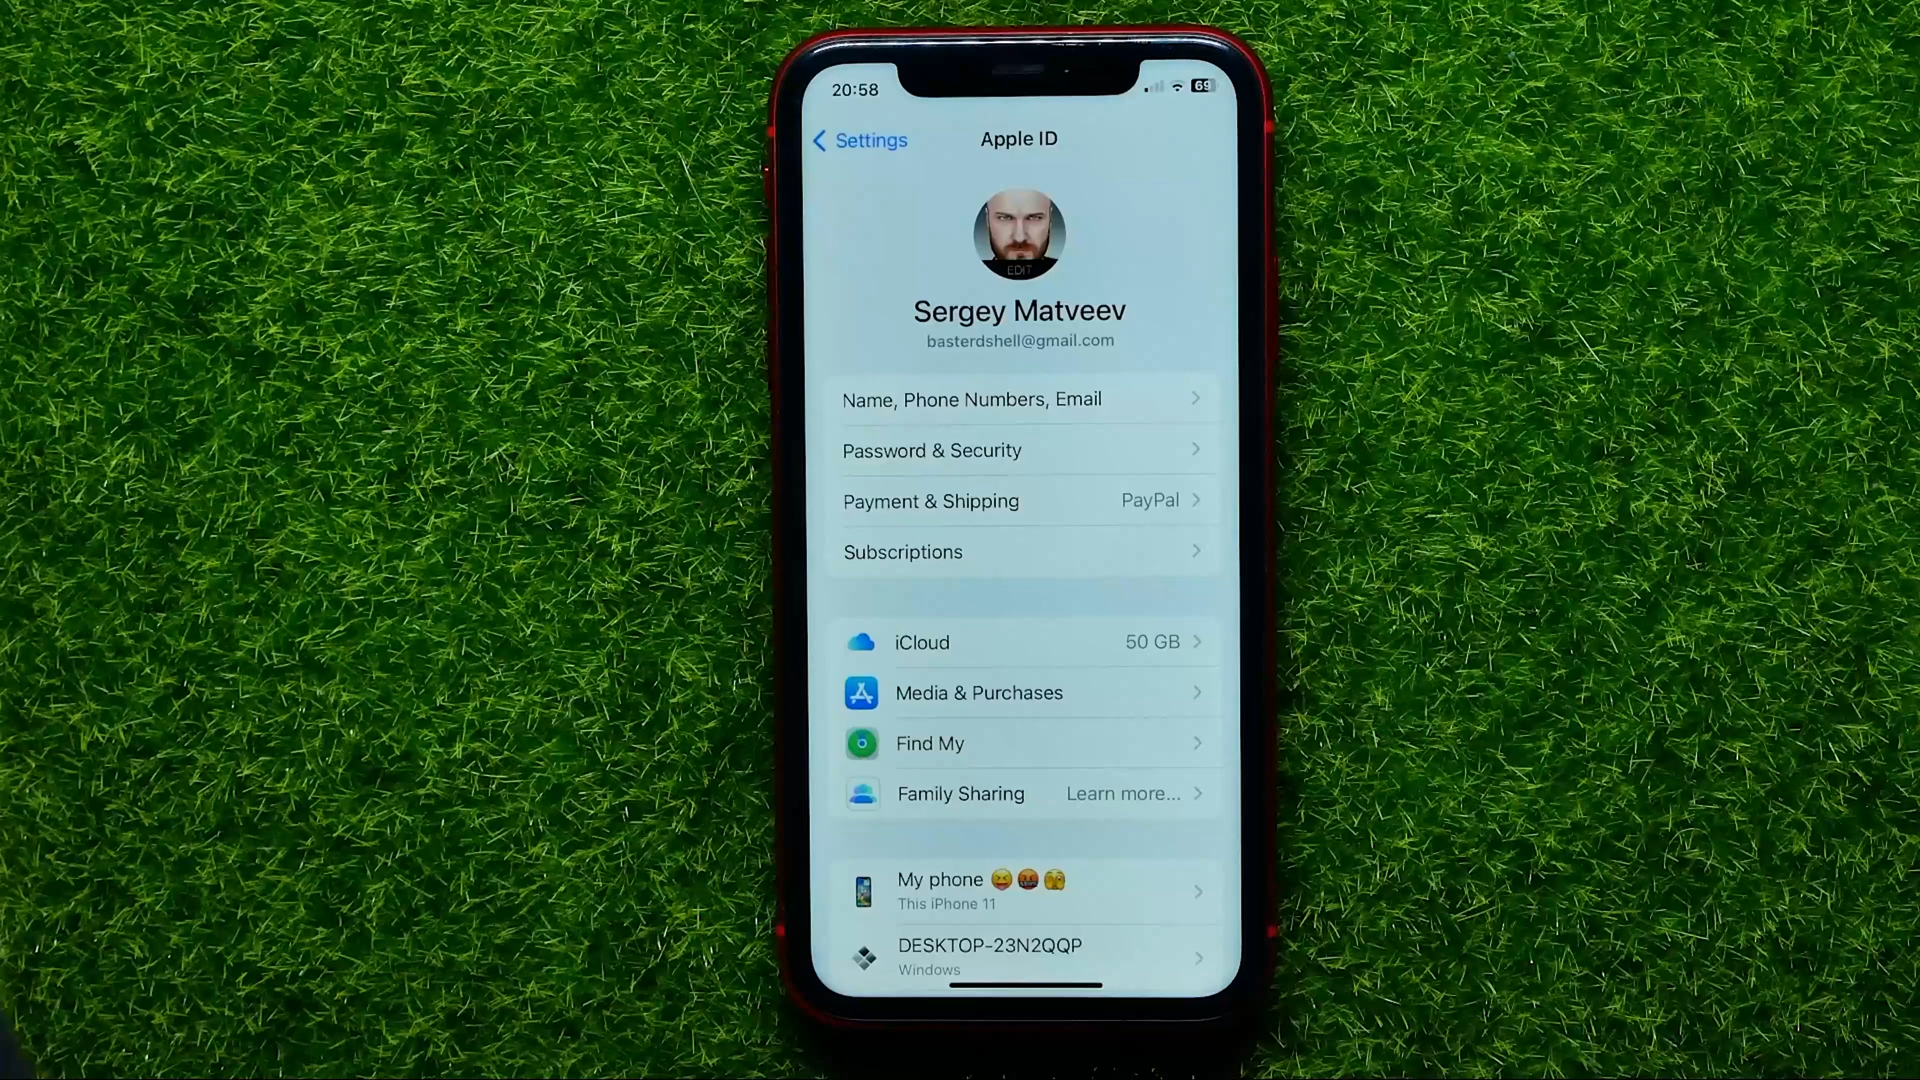 20:58
69
Settings
Apple ID
EDIT
Sergey Matveev
basterdshell@gmail.com
Name, Phone Numbers, Email
Password & Security
Payment & Shipping PayPal
Subscriptions
iCloud 50 GB
Media & Purchases
Find My
Family Sharing Learn more...
My phone 😝🤬🫣
This iPhone 11
DESKTOP-23N2QQP
Windows